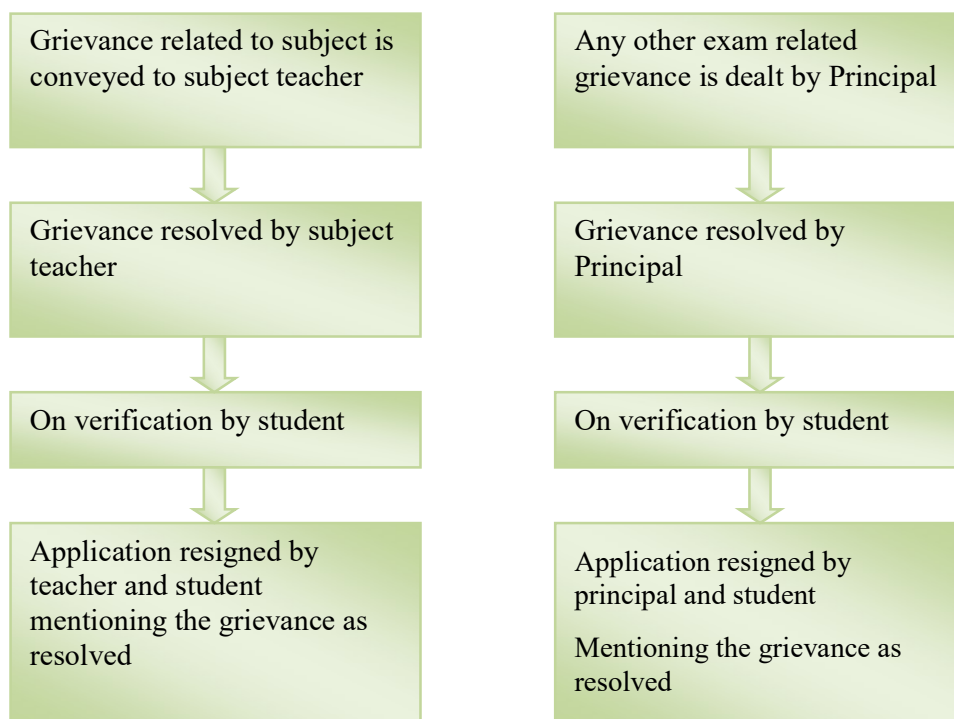 Grievance related to subject is
conveyed to subject teacher
Grievance resolved by subject
teacher
On verification by student
Application resigned by
teacher and student
mentioning the grievance as
resolved
Any other exam related
grievance is dealt by Principal
Grievance resolved by
Principal
On verification by student
Application resigned by
principal and student
Mentioning the grievance as
resolved